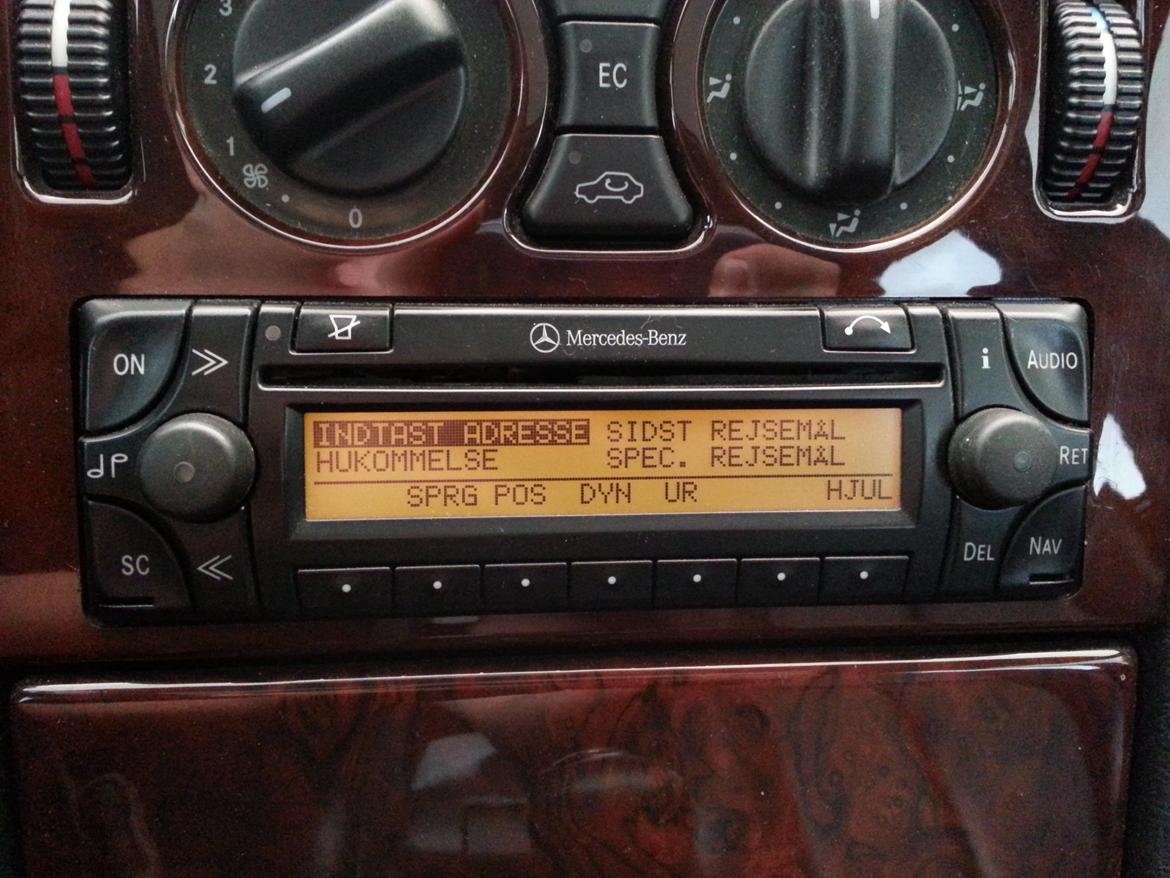 3
2
1
0
EC
Mercedes-Benz
ON
i
AUDIO
INDTAST ADRESSE SIDST REJSEMÅL
HUKOMMELSE SPEC. REJSEMÅL
RET
SPRG POS DYN UR HJUL
SC
DEL
NAV